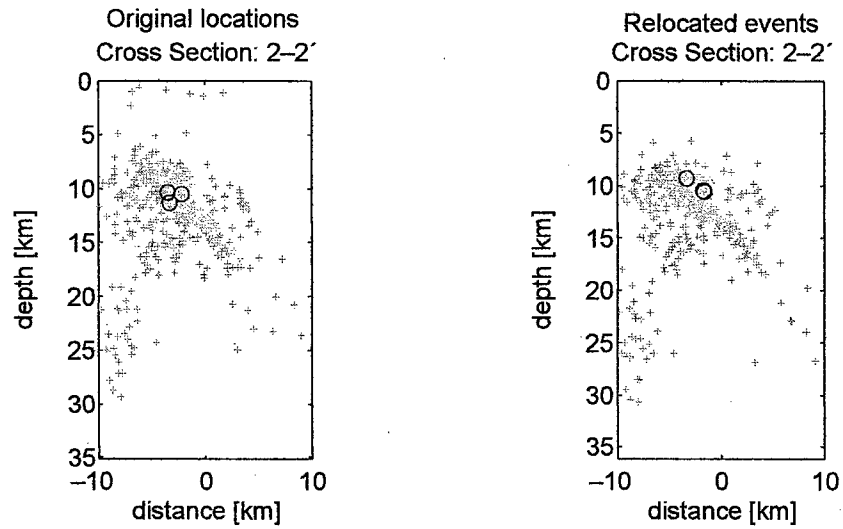 Original locations
Cross Section: 2–2´
0
5
10
15
20
25
30
35
–10
0
10
depth [km]
distance [km]
Relocated events
Cross Section: 2–2´
0
5
10
15
20
25
30
35
–10
0
10
depth [km]
distance [km]